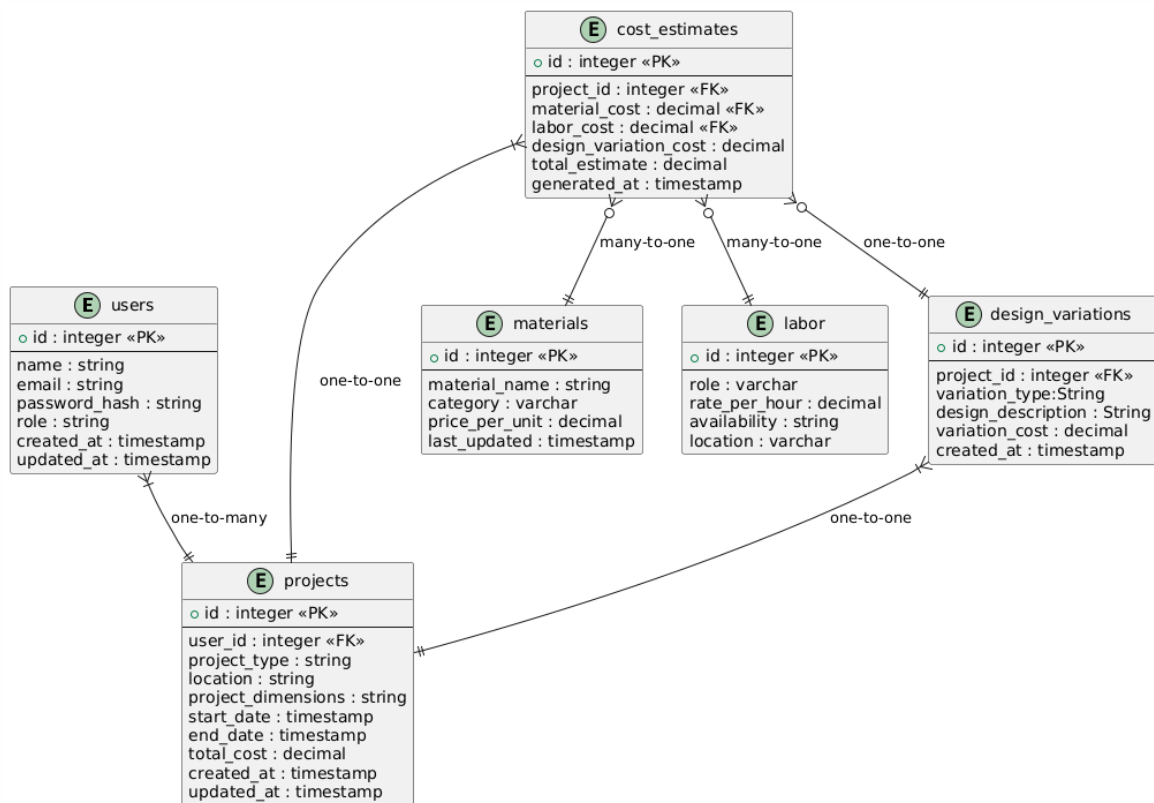 E cost_estimates
id : integer «PK»
project_id : integer «FK»
material_cost : decimal «FK»
labor_cost : decimal «FK»
design_variation_cost : decimal
total_estimate : decimal
generated_at : timestamp
many-to-one
many-to-one
one-to-one
E users
id : integer «PK»
name : string
email : string
password_hash : string
role : string
created_at : timestamp
updated_at : timestamp
one-to-one
E materials
id : integer «PK»
material_name : string
category : varchar
price_per_unit : decimal
last_updated : timestamp
E labor
id : integer «PK»
role : varchar
rate_per_hour : decimal
availability : string
location : varchar
E design_variations
id : integer «PK»
project_id : integer «FK»
variation_type:String
design_description : String
variation_cost : decimal
created_at : timestamp
one-to-many
one-to-one
E projects
id : integer «PK»
user_id : integer «FK»
project_type : string
location : string
project_dimensions : string
start_date : timestamp
end_date : timestamp
total_cost : decimal
created_at : timestamp
updated_at : timestamp